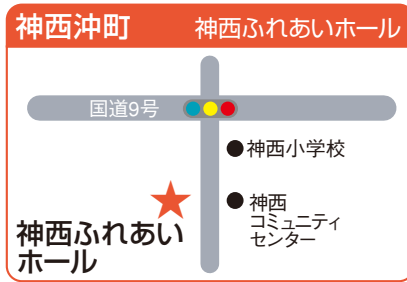 神西沖町 神西ふれあいホール
国道9号
●神西小学校
●神西
コミュニティ
センター
★
神西ふれあい
ホール